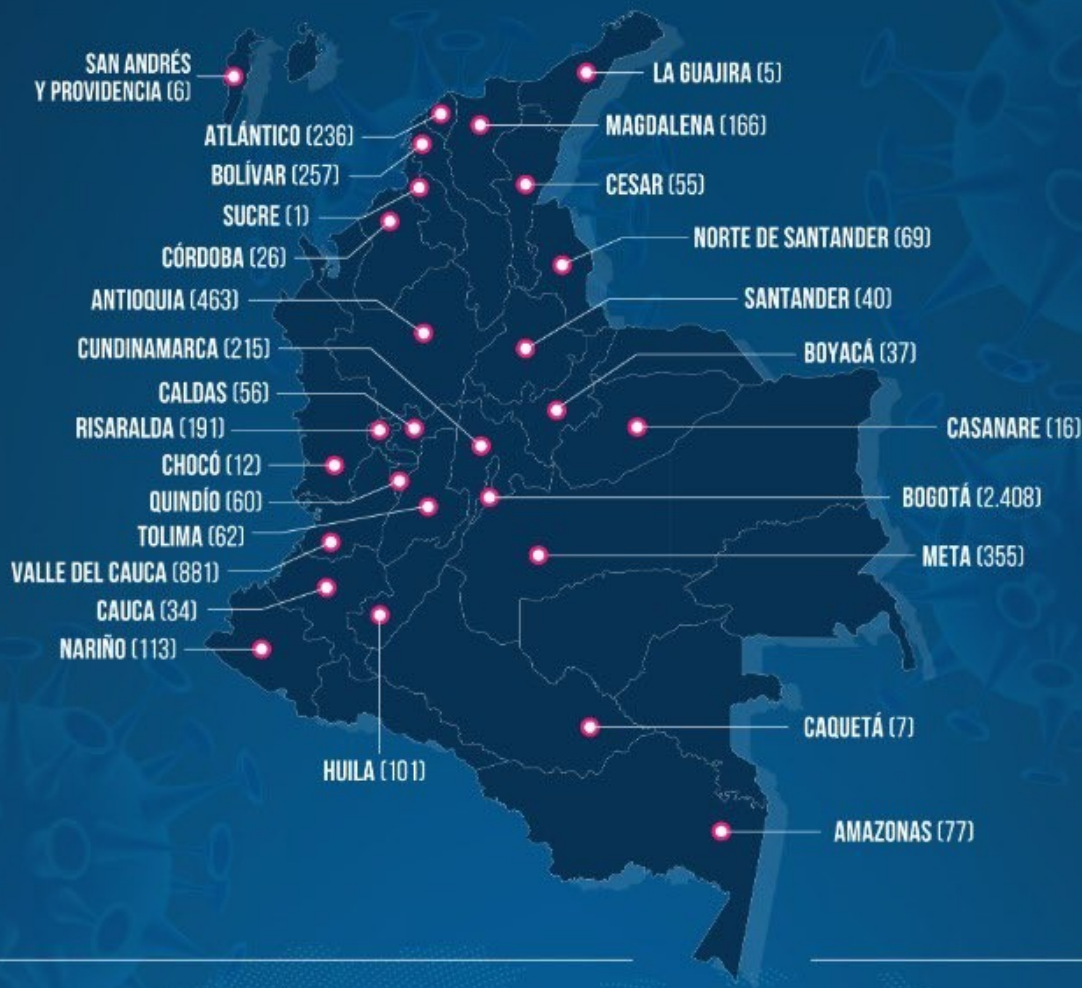 SAN ANDRÉS
Y PROVIDENCIA (6)
ATLÁNTICO (236)
BOLÍVAR (257)
SUCRE (1)
CÓRDOBA (26)
ANTIOQUIA (463)
CUNDINAMARCA (215)
CALDAS (56)
RISARALDA (191)
CHOCÓ (12)
QUINDÍO (60)
TOLIMA (62)
VALLE DEL CAUCA (881)
CAUCA (34)
NARIÑO (113)
HUILA (101)
LA GUAJIRA (5)
MAGDALENA (166)
CESAR (55)
NORTE DE SANTANDER (69)
SANTANDER (40)
BOYACÁ (37)
CASANARE (16)
BOGOTÁ (2.408)
META (355)
CAQUETÁ (7)
AMAZONAS (77)